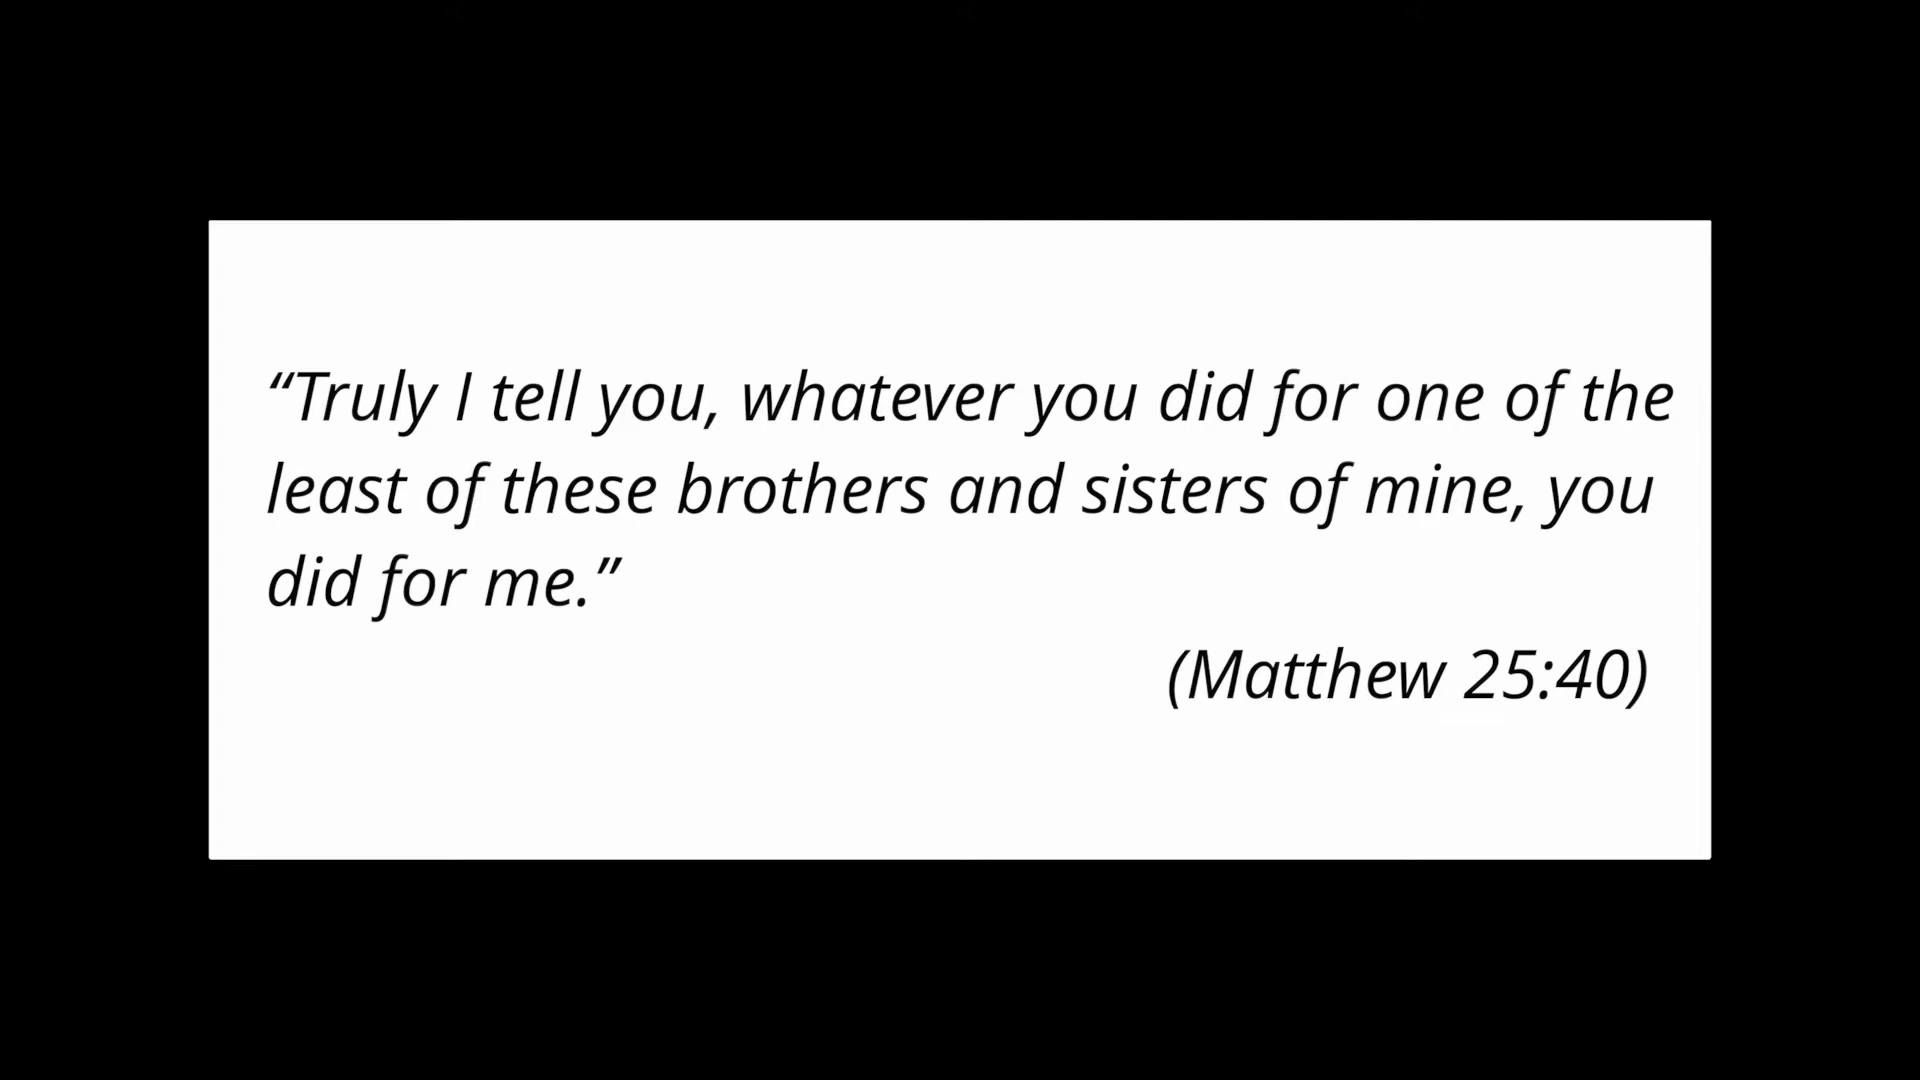 “Truly I tell you, whatever you did for one of the
least of these brothers and sisters of mine, you
did for me.”
(Matthew 25:40)